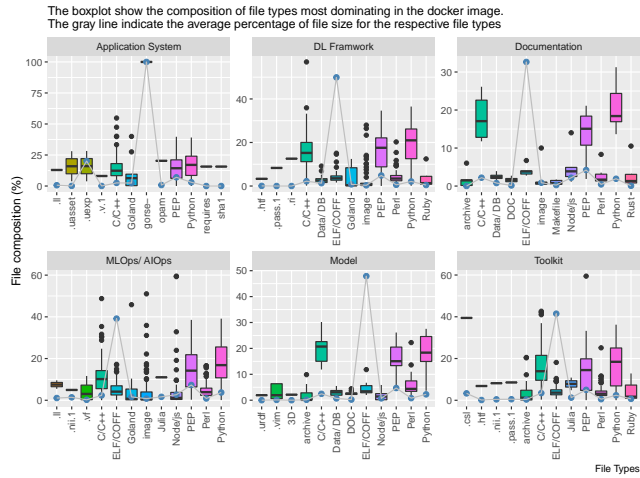 The boxplot show the composition of file types most dominating in the docker image.
The gray line indicate the average percentage of file size for the respective file types
Application System
DL Framwork
Documentation
File composition (%)
100
75
50
25
0
.ll
.uasset
.uexp
.v.1
C/C++
Goland
gorse−
opam
PEP
Python
requires
sha1
40
20
0
.htf
.pass.1
.ri
C/C++
Data/ DB
ELF/COFF
Goland
image
PEP
Perl
Python
Ruby
30
20
10
0
archive
C/C++
Data/DB
DOC
ELF/COFF
image
Makefile
Node/js
PEP
Perl
Python
Rust1
MLOps/ AIOps
Model
Toolkit
60
40
20
0
.ll
.nii.1
.vf
C/C++
ELF/COFF
Goland
image
Julia
Node/js
PEP
Perl
Python
50
40
30
20
10
0
.urdf
.vim
3D
archive
C/C++
Data/ DB
DOC
ELF/COFF
Node/js
PEP
Perl
Python
60
40
20
0
.csl
.htf
.nii.1
.pass.1
archive
C/C++
ELF/COFF
Julia
PEP
Perl
Python
Ruby
File Types